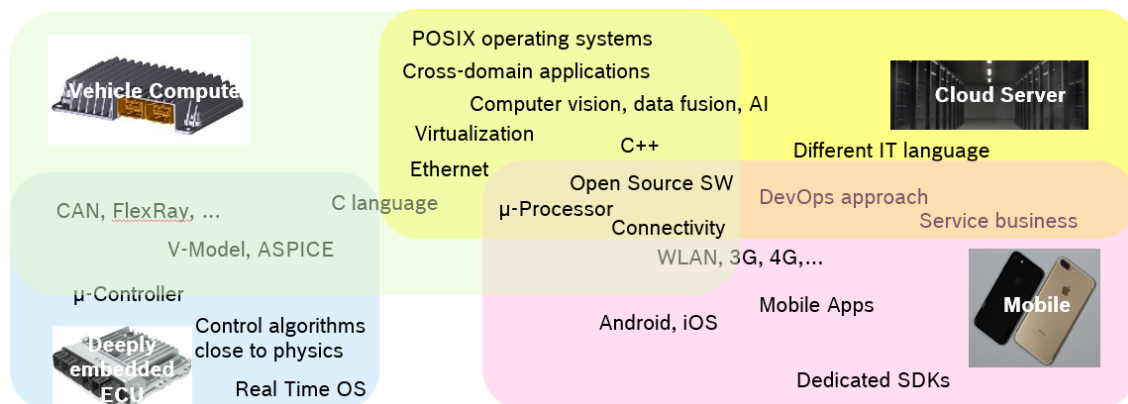 POSIX operating systems
Vehicle Compute
Cross-domain applications
Cloud Server
Computer vision, data fusion, AI
Virtualization
C++
Different IT language
Ethernet
Open Source SW
DevOps approach
C language
CAN, FlexRay, ...
µ-Processor
Connectivity
Service business
V-Model, ASPICE
WLAN, 3G, 4G,...
µ-Controller
Mobile Apps
Mobile
Control algorithms
close to physics
Android, iOS
Deeply
embedded
ECU
Real Time OS
Dedicated SDKs